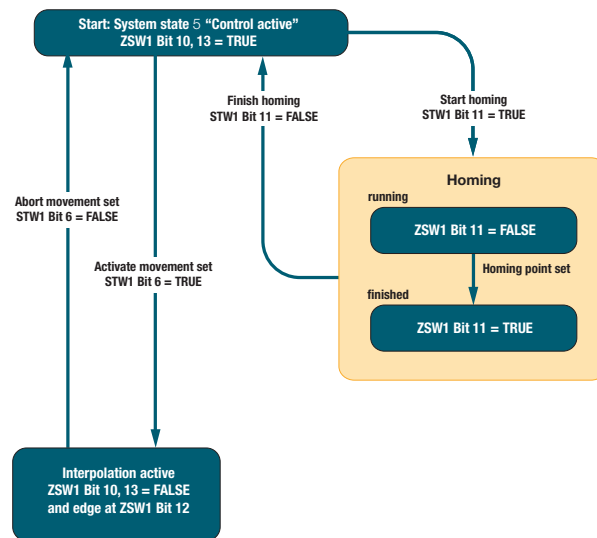 Start: System state 5 “Control active”
ZSW1 Bit 10, 13 = TRUE
Finish homing
STW1 Bit 11 = FALSE
Start homing
STW1 Bit 11 = TRUE
Abort movement set
STW1 Bit 6 = FALSE
Activate movement set
STW1 Bit 6 = TRUE
Homing
running
ZSW1 Bit 11 = FALSE
Homing point set
finished
ZSW1 Bit 11 = TRUE
Interpolation active
ZSW1 Bit 10, 13 = FALSE
and edge at ZSW1 Bit 12